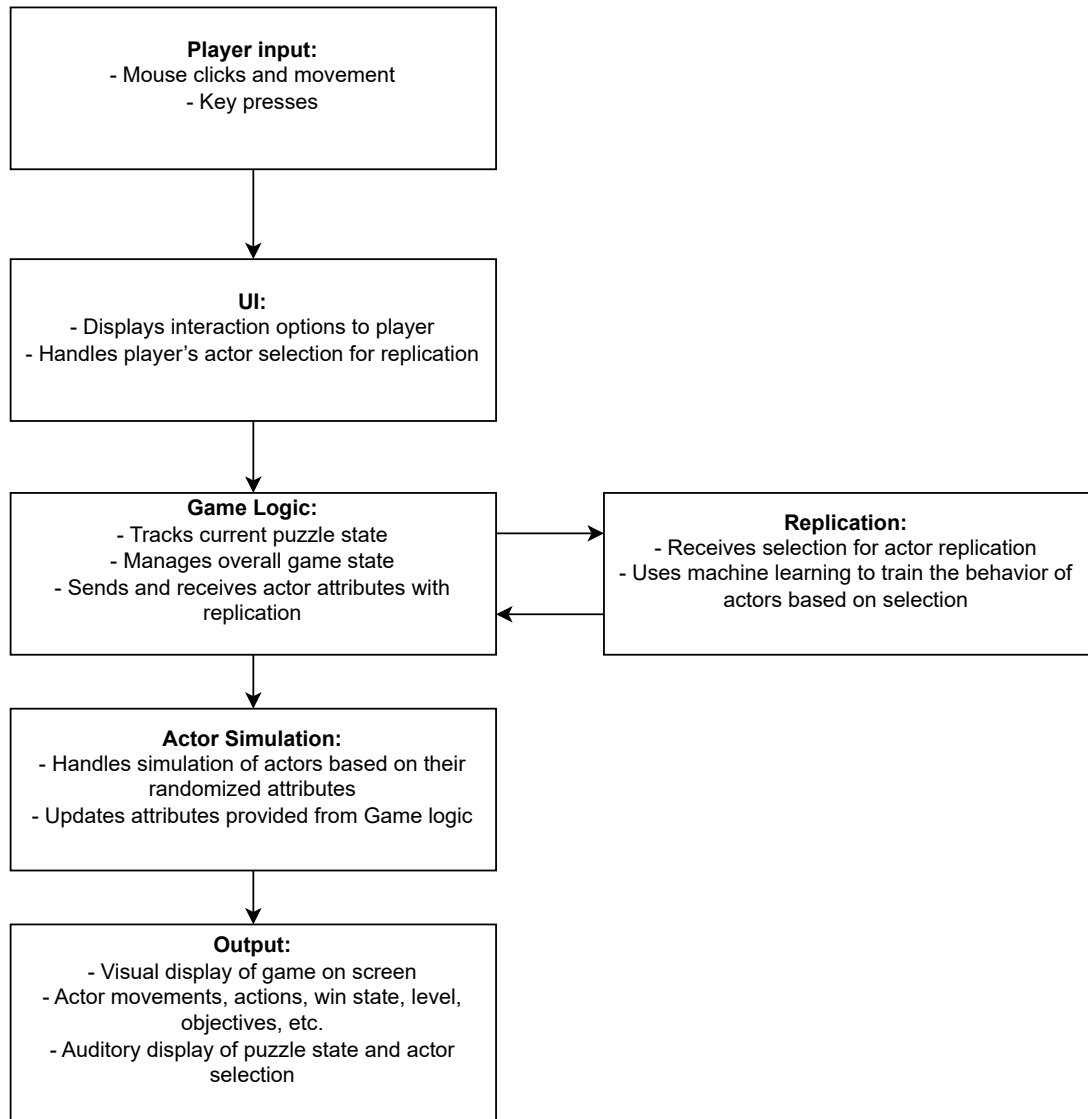 Player input:
- Mouse clicks and movement
- Key presses
UI:
- Displays interaction options to player
- Handles player’s actor selection for replication
Game Logic:
- Tracks current puzzle state
- Manages overall game state
- Sends and receives actor attributes with
replication
Replication:
- Receives selection for actor replication
- Uses machine learning to train the behavior of
actors based on selection
Actor Simulation:
- Handles simulation of actors based on their
randomized attributes
- Updates attributes provided from Game logic
Output:
- Visual display of game on screen
- Actor movements, actions, win state, level,
objectives, etc.
- Auditory display of puzzle state and actor
selection